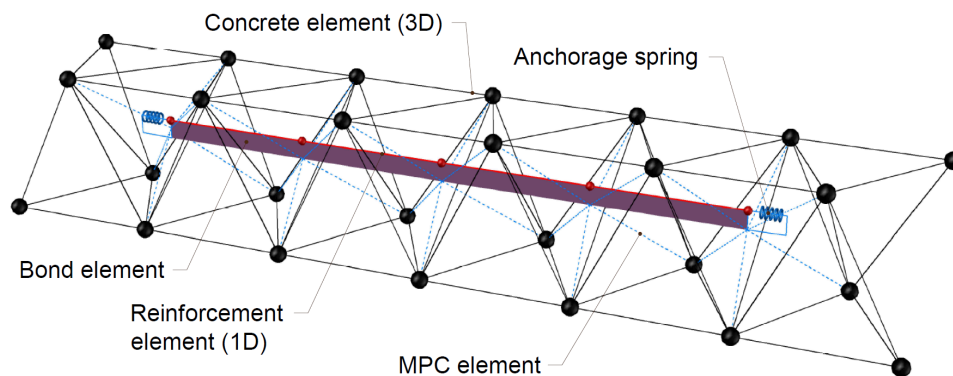 Concrete element (3D)
Anchorage spring
Bond element
Reinforcement
element (1D)
MPC element